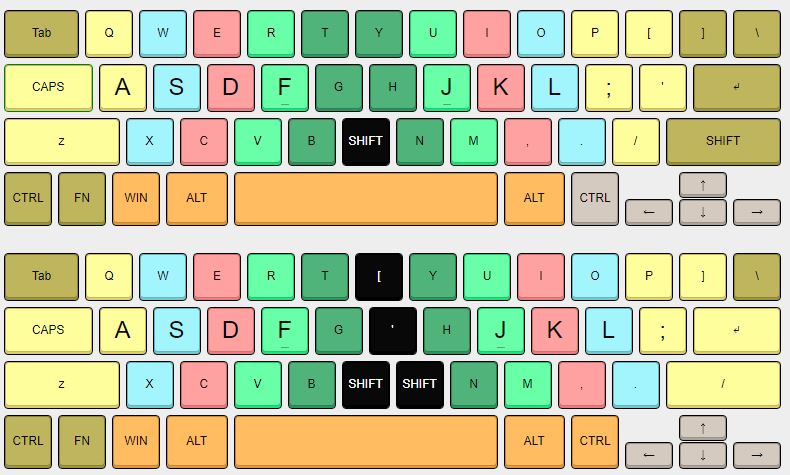 Tab Q W E R T Y U I O P [ ] \
CAPS A S D F G H J K L ; ' ↵
z X C V B SHIFT N M , . / SHIFT
CTRL FN WIN ALT ALT CTRL ← ↑ ↓ →
Tab Q W E R T [ Y U I O P ] \
CAPS A S D F G ' H J K L ; ↵
z X C V B SHIFT SHIFT N M , . /
CTRL FN WIN ALT ALT CTRL ← ↑ ↓ →